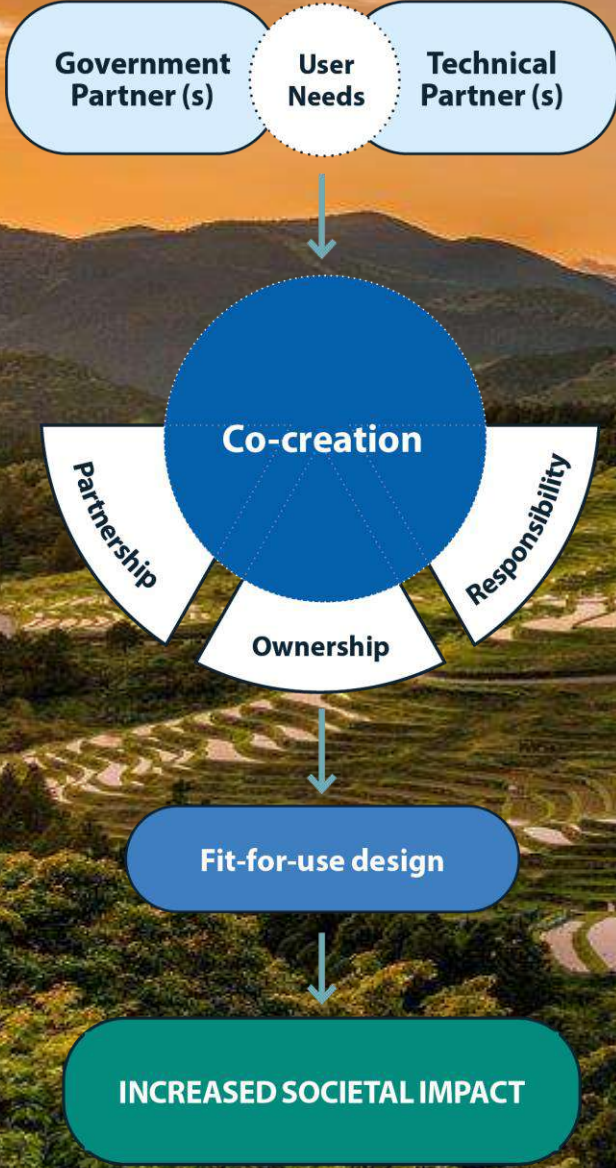 Government
Partner (s)
User
Needs
Technical
Partner (s)
Co-creation
Partnership
Ownership
Responsibility
Fit-for-use design
INCREASED SOCIETAL IMPACT